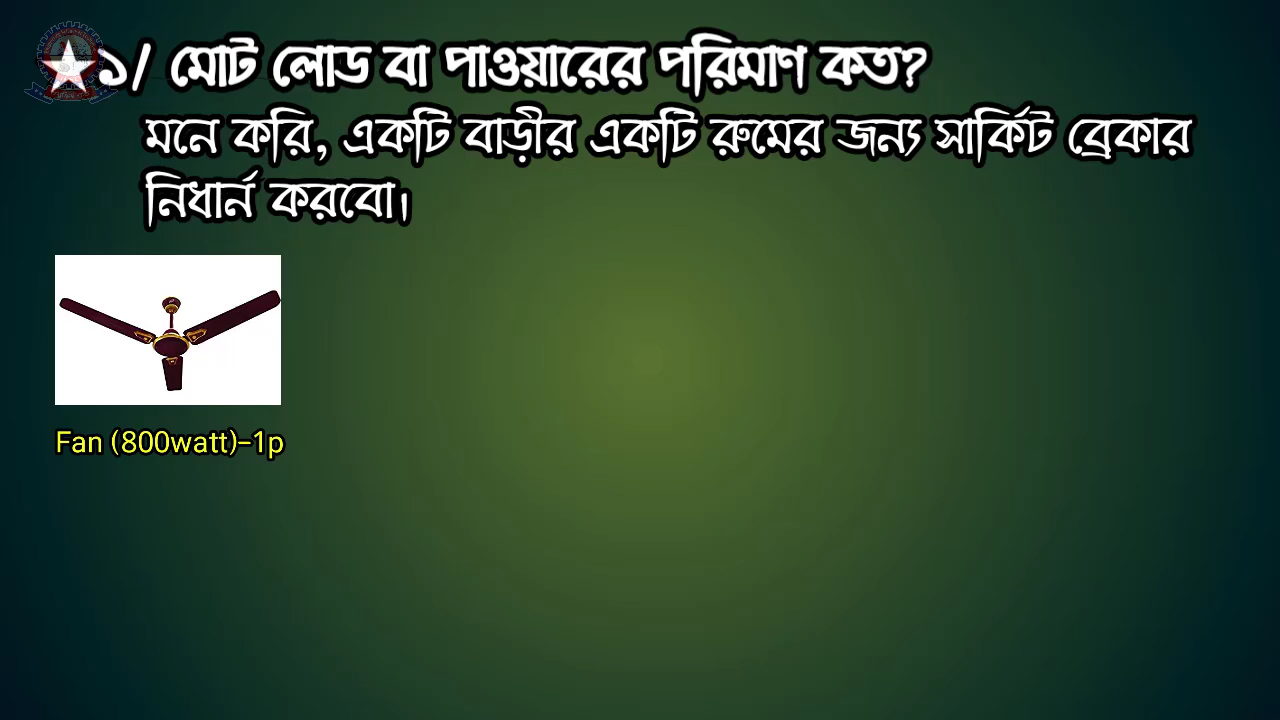 ১/ মোট লোড বা পাওয়ারের পরিমাণ কত?
মনে করি, একটি বাড়ীর একটি রুমের জন্য সার্কিট ব্রেকার
নিধার্ন করবো।
Fan (800watt)-1p